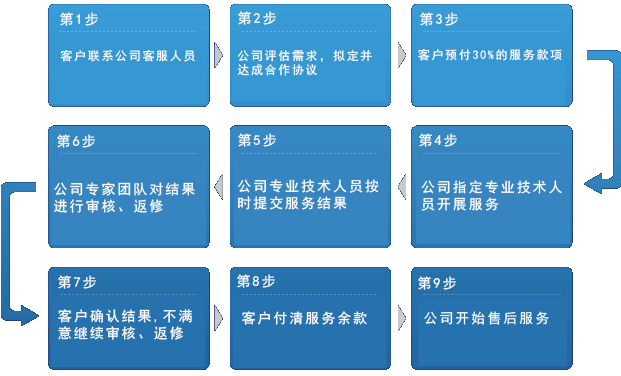 第1步
客户联系公司客服人员
第2步
公司评估需求，拟定并
达成合作协议
第3步
客户预付30%的服务款项
第4步
公司指定专业技术人
员开展服务
第5步
公司专业技术人员按
时提交服务结果
第6步
公司专家团队对结果
进行审核、返修
第7步
客户确认结果,不满
意继续审核、返修
第8步
客户付清服务余款
第9步
公司开始售后服务